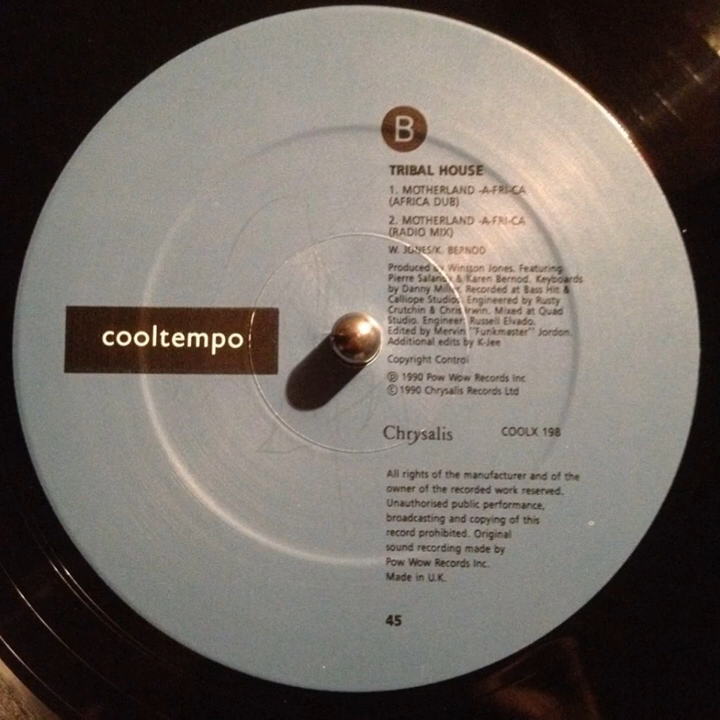 B
TRIBAL HOUSE
1. MOTHERLAND -A-FRI-CA
(AFRICA DUB)
2. MOTHERLAND -A-FRI-CA
(RADIO MIX)
W. JONES/K. BERNOD
Produced by Winston Jones. Featuring
Pierre Salandy & Karen Bernod. Keyboards
by Danny Miller. Recorded at Bass Hit &
Calliope Studios. Engineered by Rusty
Crutchin & Chris Irwin. Mixed at Quad
Studio. Engineer: Russell Elvado.
Edited by Mervin "Funkmaster" Jordon.
Additional edits by K-Jee
cooltempo
Copyright Control
℗ 1990 Pow Wow Records Inc
© 1990 Chrysalis Records Ltd
Chrysalis COOLX 198
All rights of the manufacturer and of the
owner of the recorded work reserved.
Unauthorised public performance,
broadcasting and copying of this
record prohibited. Original
sound recording made by
Pow Wow Records Inc.
Made in U.K.
45